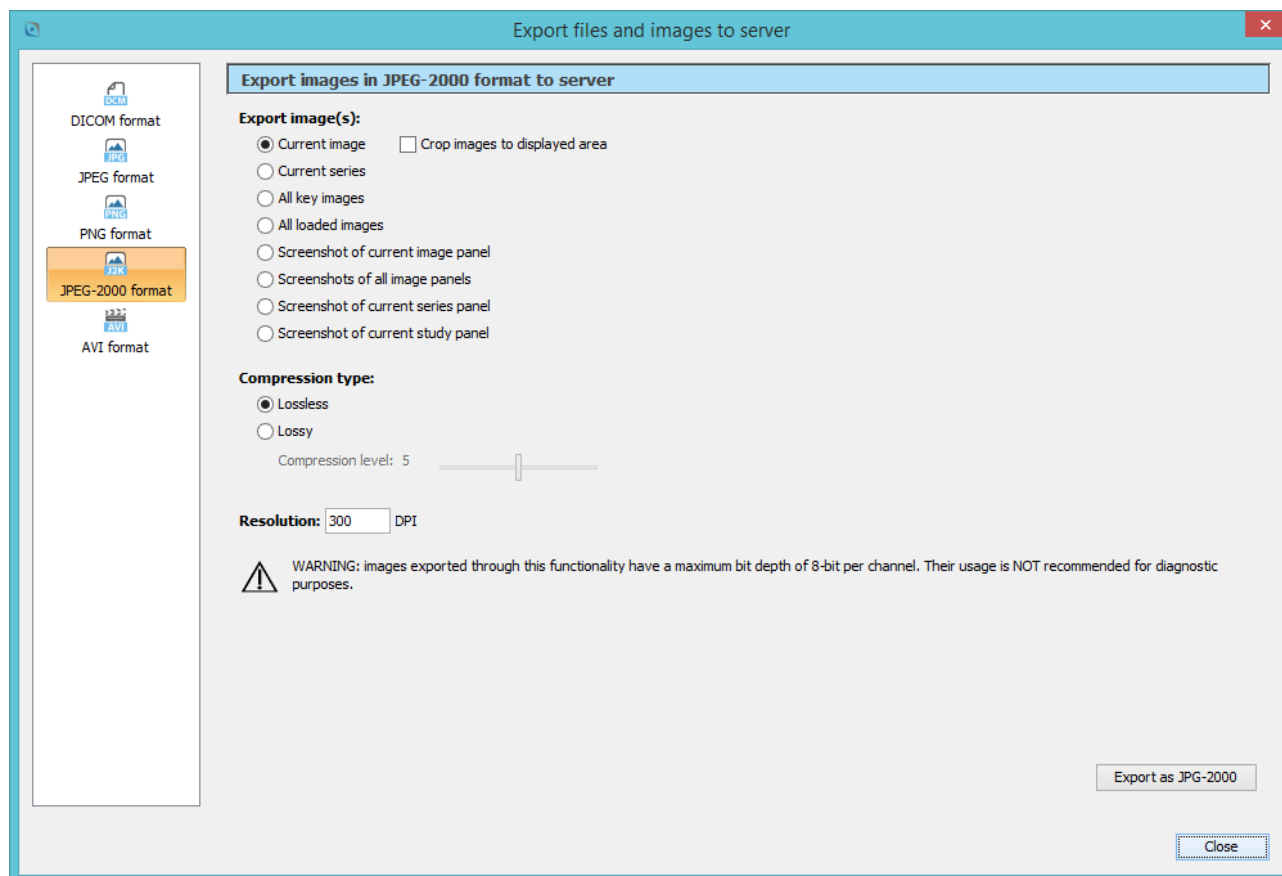 Export files and images to server
DCM
DICOM format
JPG
JPEG format
PNG
PNG format
J2K
JPEG-2000 format
AVI
AVI format
Export images in JPEG-2000 format to server
Export image(s):
Current image Crop images to displayed area
Current series
All key images
All loaded images
Screenshot of current image panel
Screenshots of all image panels
Screenshot of current series panel
Screenshot of current study panel
Compression type:
Lossless
Lossy
Compression level: 5
Resolution: 300 DPI
WARNING: images exported through this functionality have a maximum bit depth of 8-bit per channel. Their usage is NOT recommended for diagnostic
purposes.
Export as JPG-2000
Close